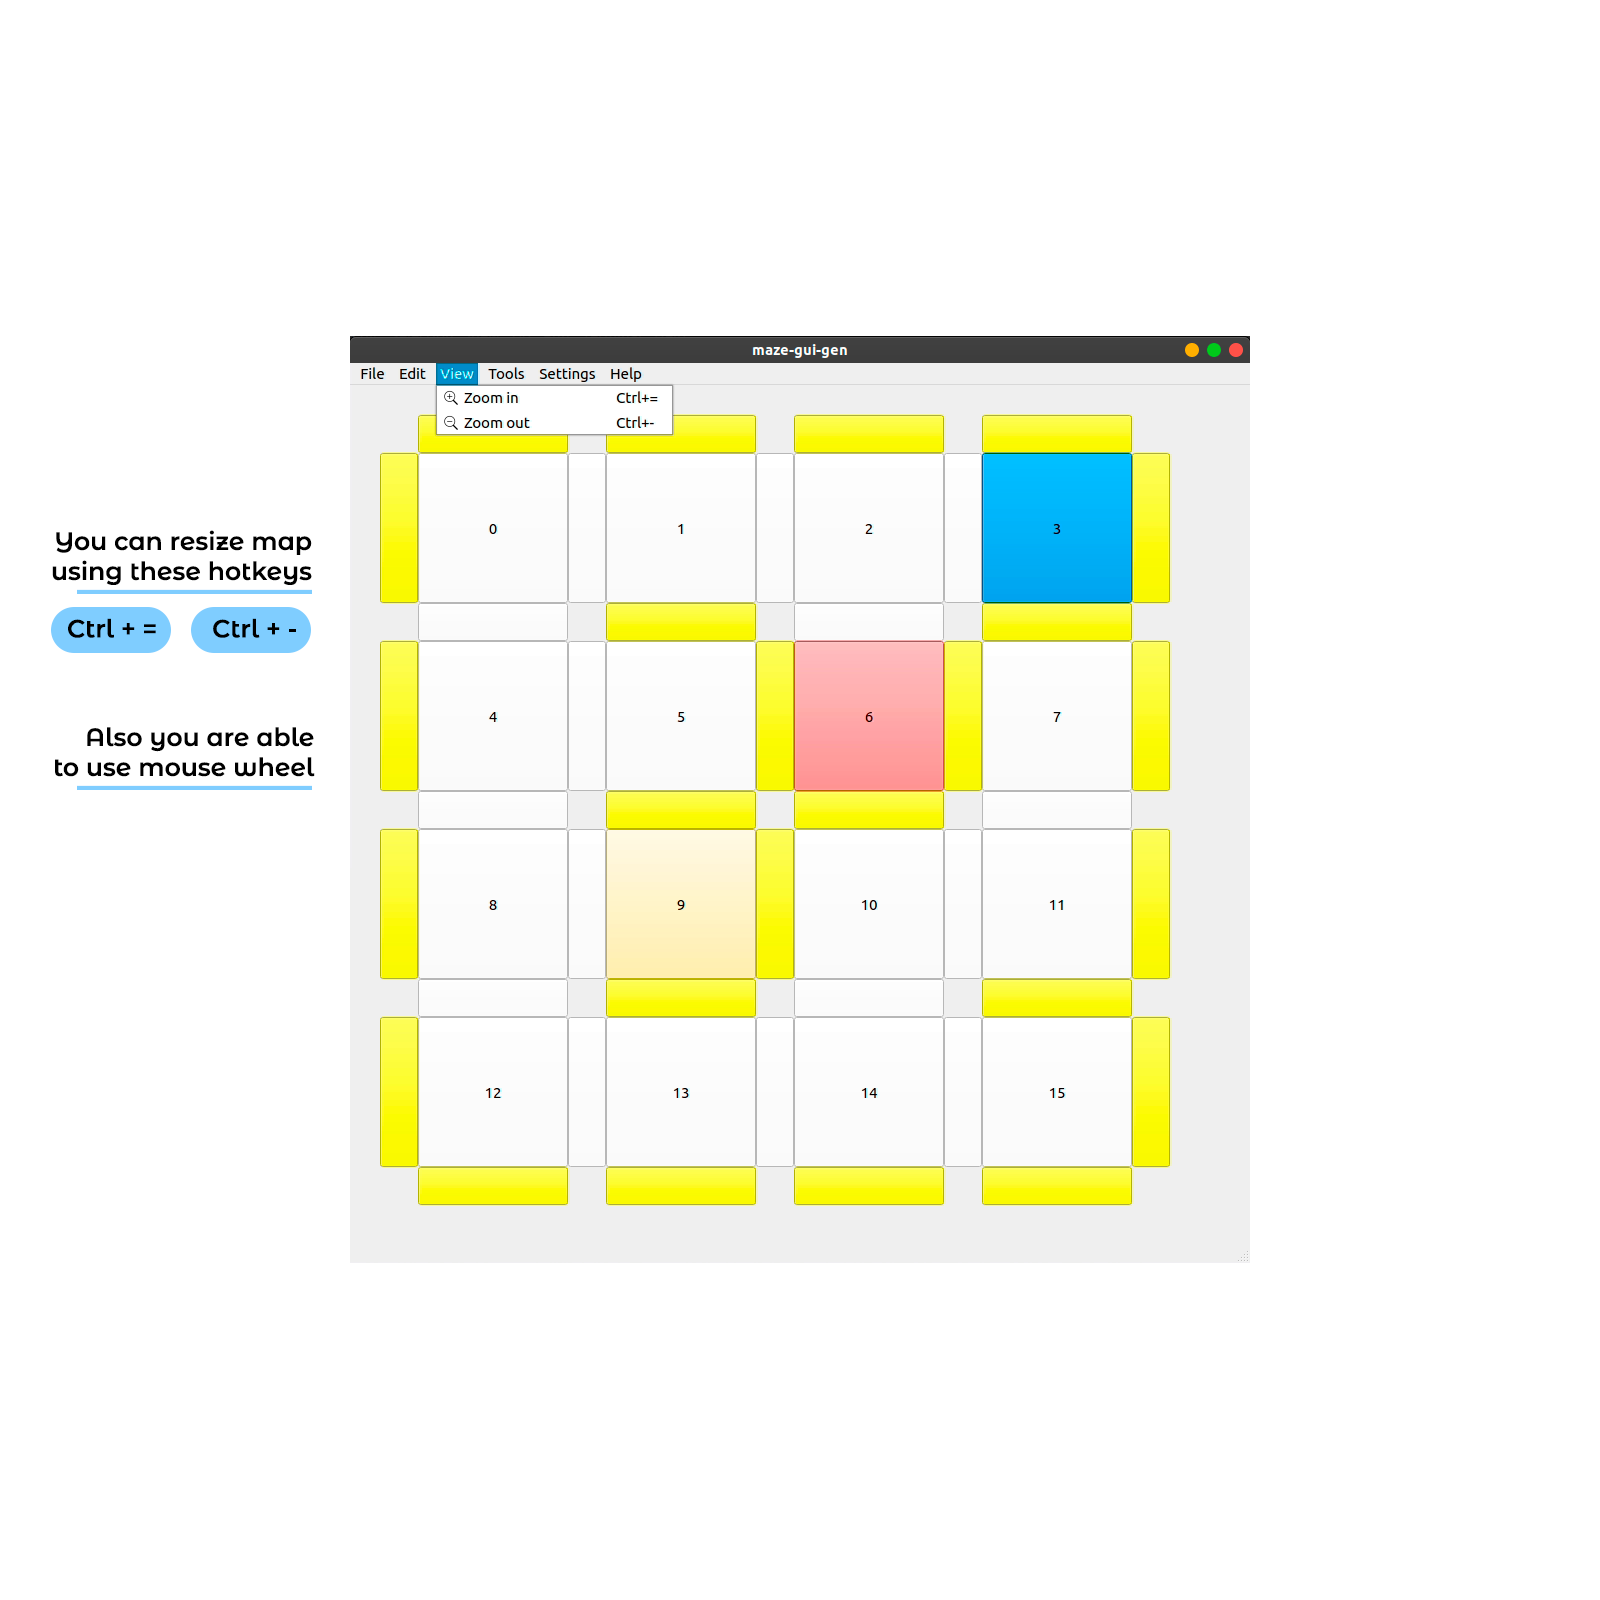 maze-gui-gen
File Edit View Tools Settings Help
Zoom in Ctrl+=
Zoom out Ctrl+-
0 1 2 3
You can resize map
using these hotkeys
Ctrl + = Ctrl + -
4 5 6 7
Also you are able
to use mouse wheel
8 9 10 11
12 13 14 15